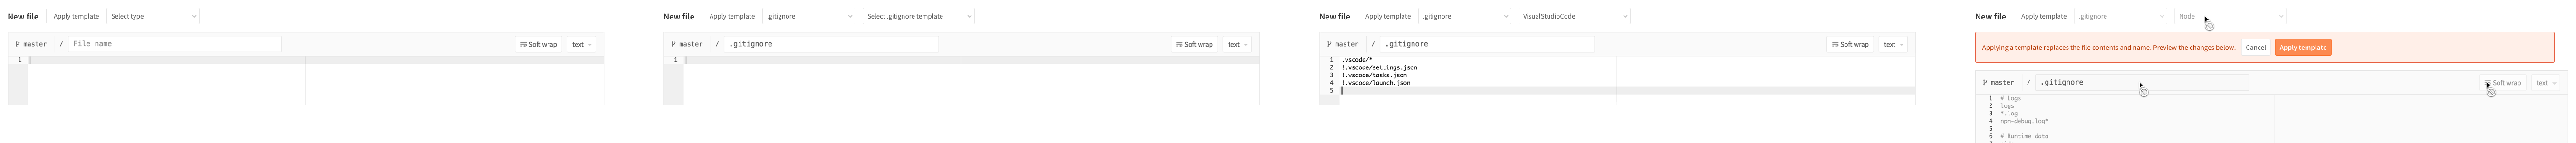 New file Apply template Select type
master / File name Soft wrap text
1
New file Apply template .gitignore Select .gitignore template
master / .gitignore Soft wrap text
1
New file Apply template .gitignore VisualStudioCode
master / .gitignore Soft wrap text
1 .vscode/*
2 !.vscode/settings.json
3 !.vscode/tasks.json
4 !.vscode/launch.json
5
New file Apply template .gitignore Node
Applying a template replaces the file contents and name. Preview the changes below. Cancel Apply template
master / .gitignore Soft wrap text
1 # Logs
2 logs
3 *.log
4 npm-debug.log*
5
6 # Runtime data